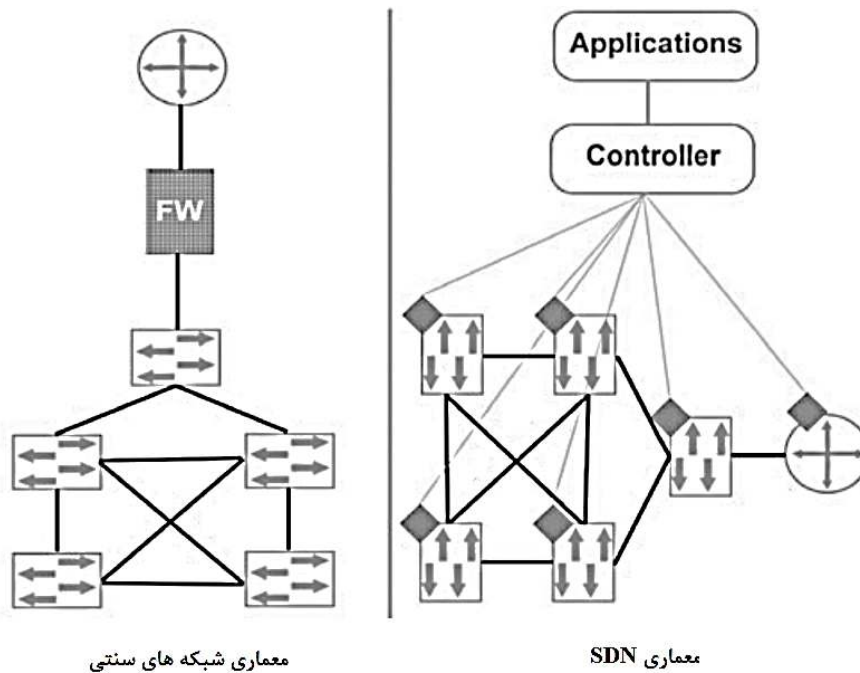 Applications
Controller
FW
معماری شبکه های سنتی
معماری SDN